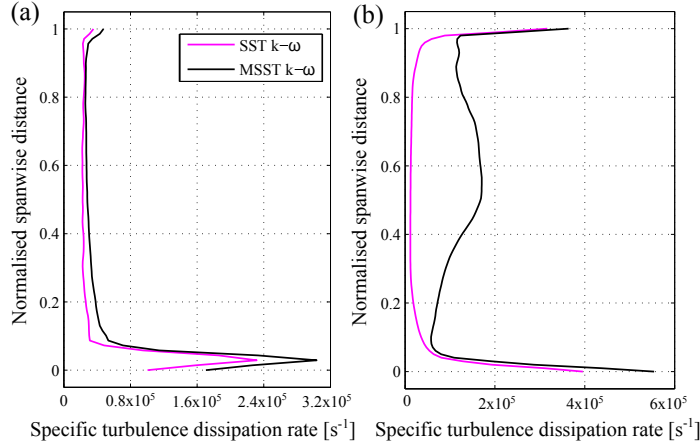 (a)
1
0.8
0.6
0.4
0.2
0
Normalised spanwise distance
SST k−ω
MSST k−ω
0
0.8x10⁵
1.6x10⁵
2.4x10⁵
3.2x10⁵
Specific turbulence dissipation rate [s⁻¹]
(b)
1
0.8
0.6
0.4
0.2
0
Normalised spanwise distance
0
2x10⁵
4x10⁵
6x10⁵
Specific turbulence dissipation rate [s⁻¹]